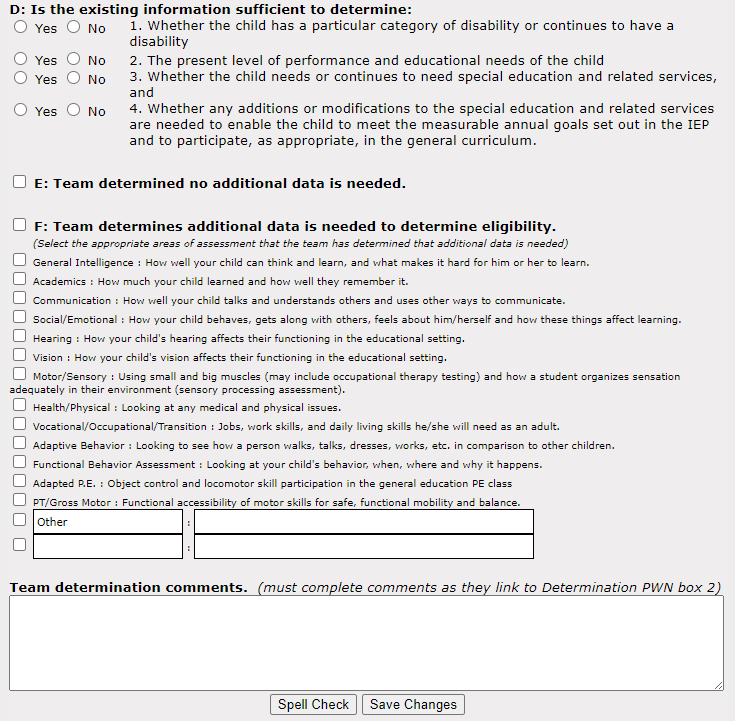 D: Is the existing information sufficient to determine:
Yes No 1. Whether the child has a particular category of disability or continues to have a
disability
Yes No 2. The present level of performance and educational needs of the child
Yes No 3. Whether the child needs or continues to need special education and related services,
and
Yes No 4. Whether any additions or modifications to the special education and related services
are needed to enable the child to meet the measurable annual goals set out in the IEP
and to participate, as appropriate, in the general curriculum.
E: Team determined no additional data is needed.
F: Team determines additional data is needed to determine eligibility.
(Select the appropriate areas of assessment that the team has determined that additional data is needed)
General Intelligence : How well your child can think and learn, and what makes it hard for him or her to learn.
Academics : How much your child learned and how well they remember it.
Communication : How well your child talks and understands others and uses other ways to communicate.
Social/Emotional : How your child behaves, gets along with others, feels about him/herself and how these things affect learning.
Hearing : How your child's hearing affects their functioning in the educational setting.
Vision : How your child's vision affects their functioning in the educational setting.
Motor/Sensory : Using small and big muscles (may include occupational therapy testing) and how a student organizes sensation
adequately in their environment (sensory processing assessment).
Health/Physical : Looking at any medical and physical issues.
Vocational/Occupational/Transition : Jobs, work skills, and daily living skills he/she will need as an adult.
Adaptive Behavior : Looking to see how a person walks, talks, dresses, works, etc. in comparison to other children.
Functional Behavior Assessment : Looking at your child's behavior, when, where and why it happens.
Adapted P.E. : Object control and locomotor skill participation in the general education PE class
PT/Gross Motor : Functional accessibility of motor skills for safe, functional mobility and balance.
Other :
:
Team determination comments. (must complete comments as they link to Determination PWN box 2)
Spell Check Save Changes